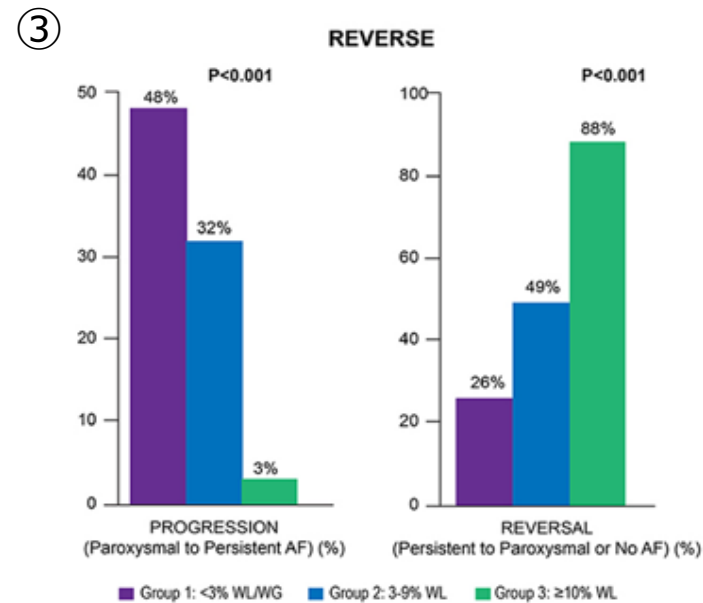 ③
REVERSE
P<0.001
50
48%
40
32%
30
20
10
3%
0
PROGRESSION
(Paroxysmal to Persistent AF) (%)
P<0.001
100
88%
80
60
49%
40
26%
20
0
REVERSAL
(Persistent to Paroxysmal or No AF) (%)
Group 1: <3% WL/WG Group 2: 3-9% WL Group 3: ≥10% WL